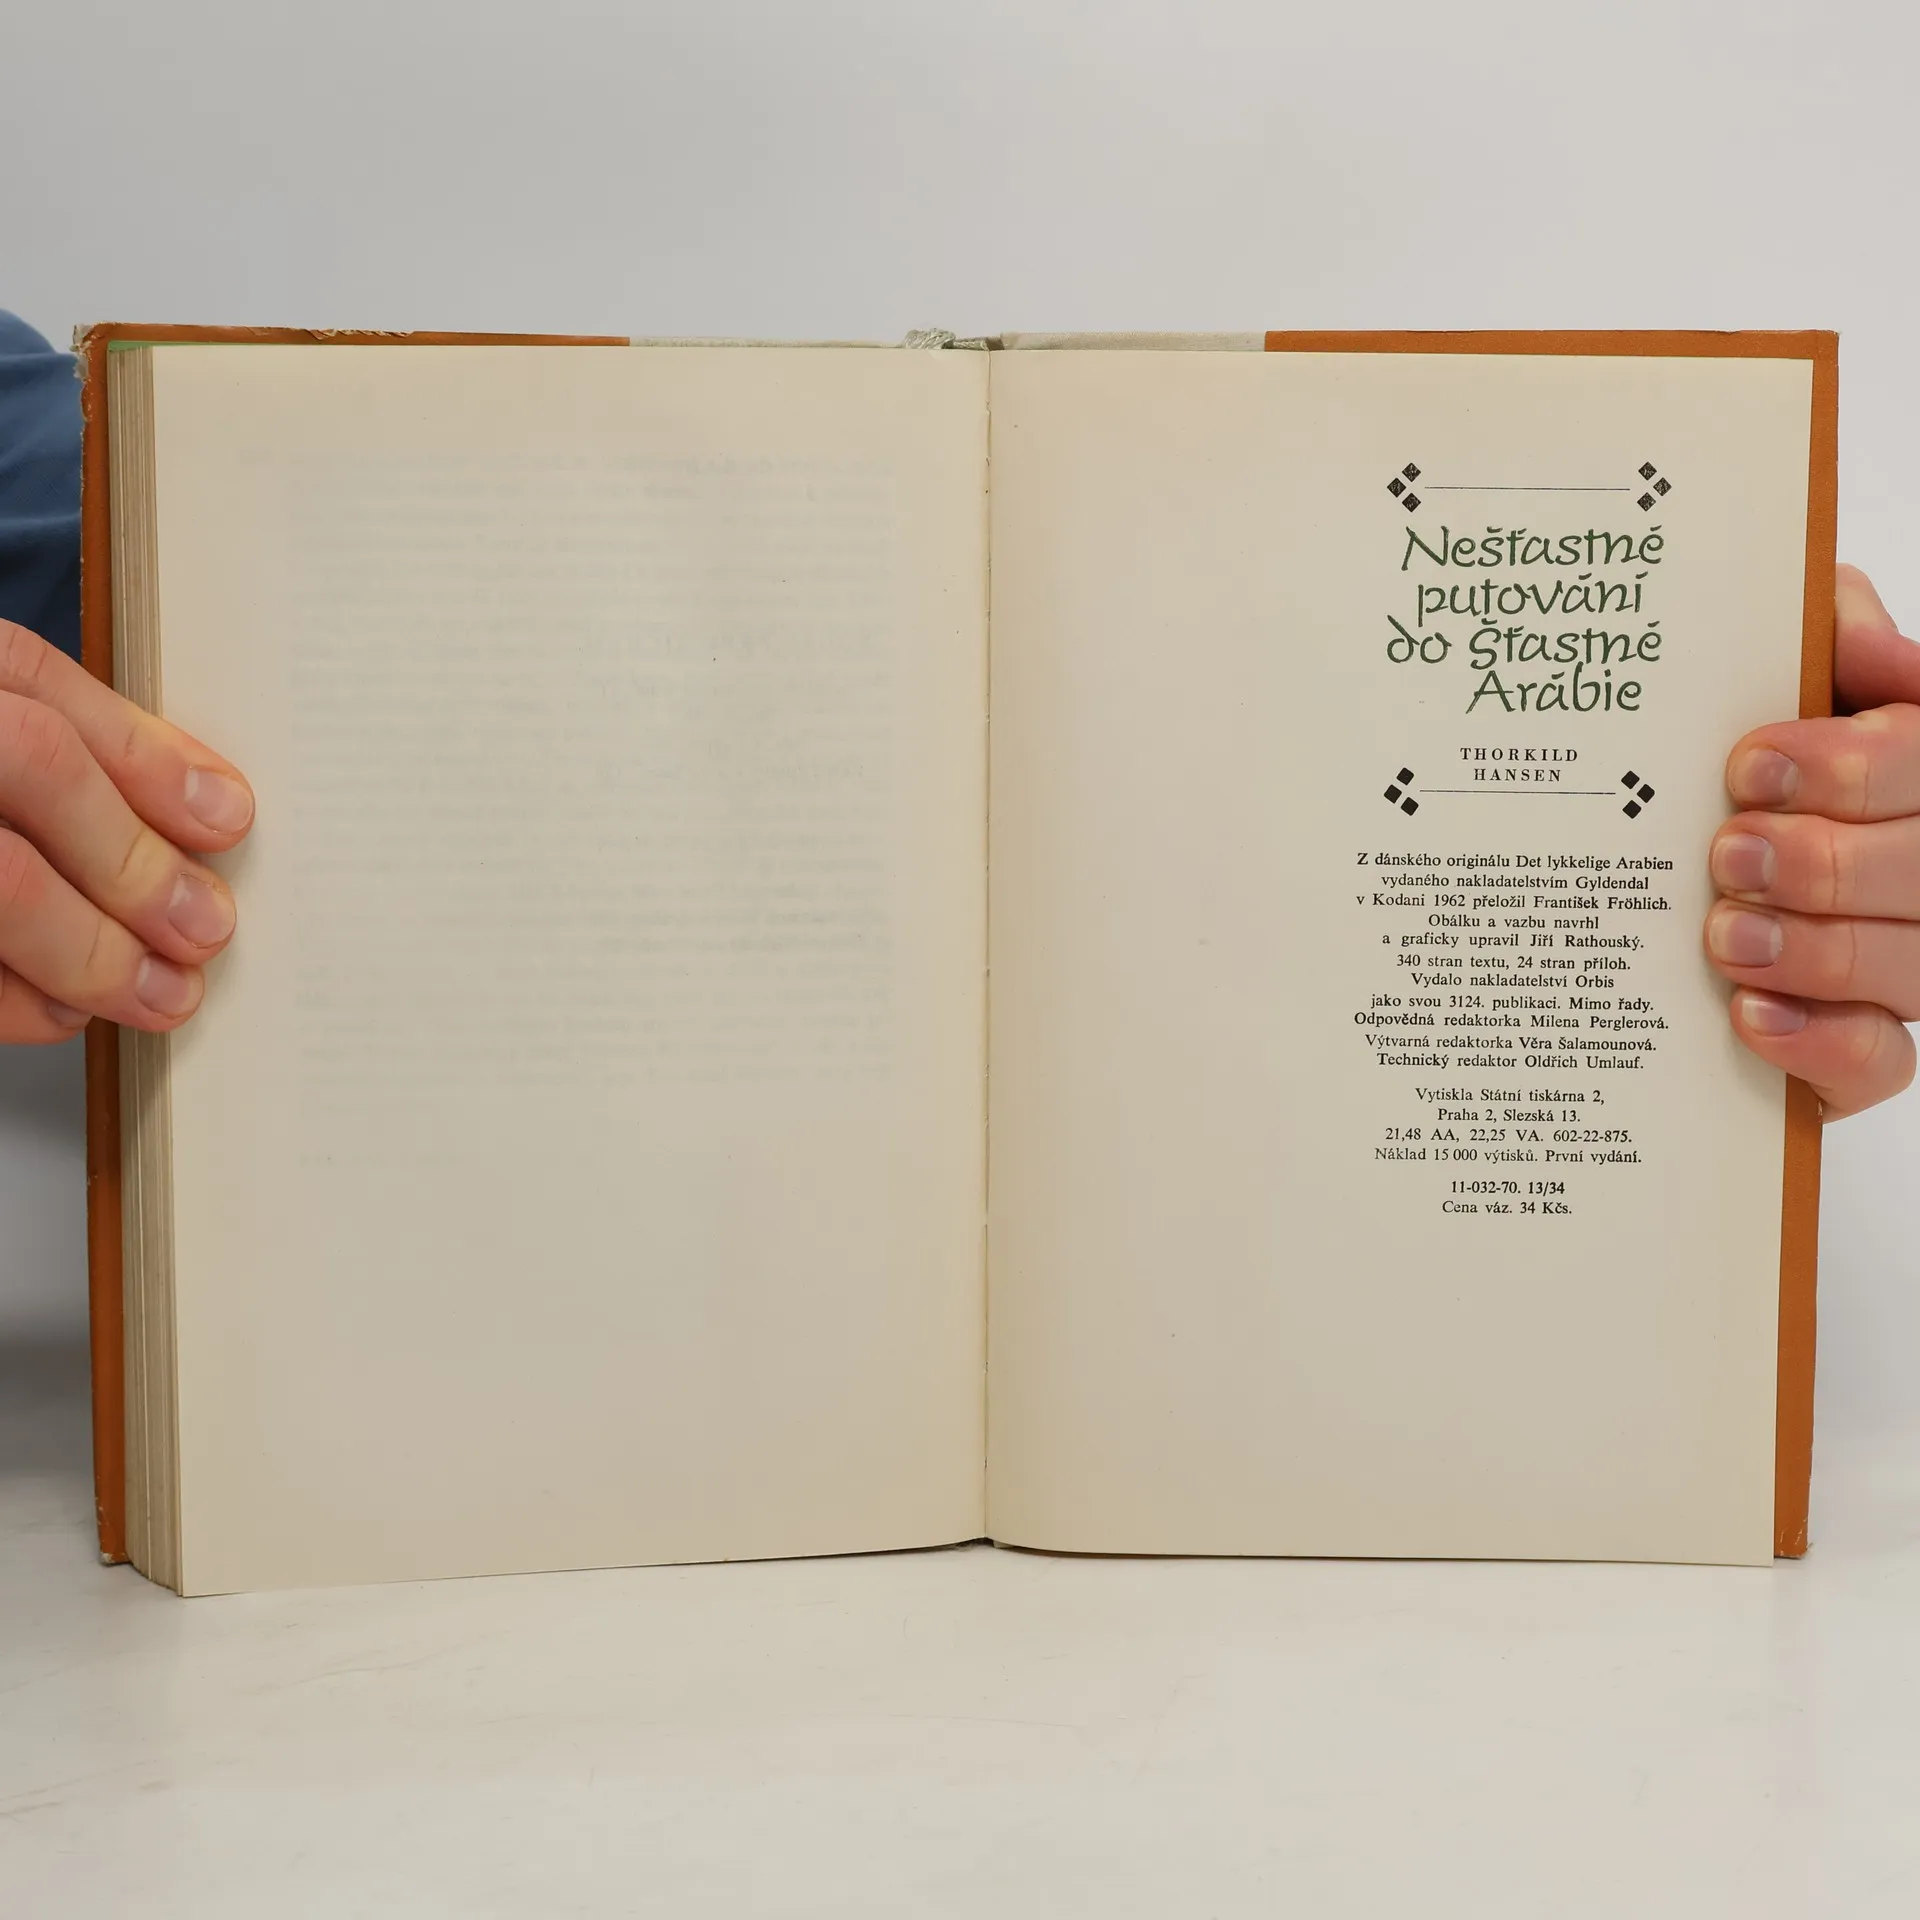 Nešťastné
putování
do Šťastné
Arábie
THORKILD
HANSEN
Z dánského originálu Det lykkelige Arabien
vydaného nakladatelstvím Gyldendal
v Kodani 1962 přeložil František Fröhlich.
Obálku a vazbu navrhl
a graficky upravil Jiří Rathouský.
340 stran textu, 24 stran příloh.
Vydalo nakladatelství Orbis
jako svou 3124. publikaci. Mimo řady.
Odpovědná redaktorka Milena Perglerová.
Výtvarná redaktorka Věra Šalamounová.
Technický redaktor Oldřich Umlauf.
Vytiskla Státní tiskárna 2,
Praha 2, Slezská 13.
21,48 AA, 22,25 VA. 602-22-875.
Náklad 15 000 výtisků. První vydání.
11-032-70. 13/34
Cena váz. 34 Kčs.